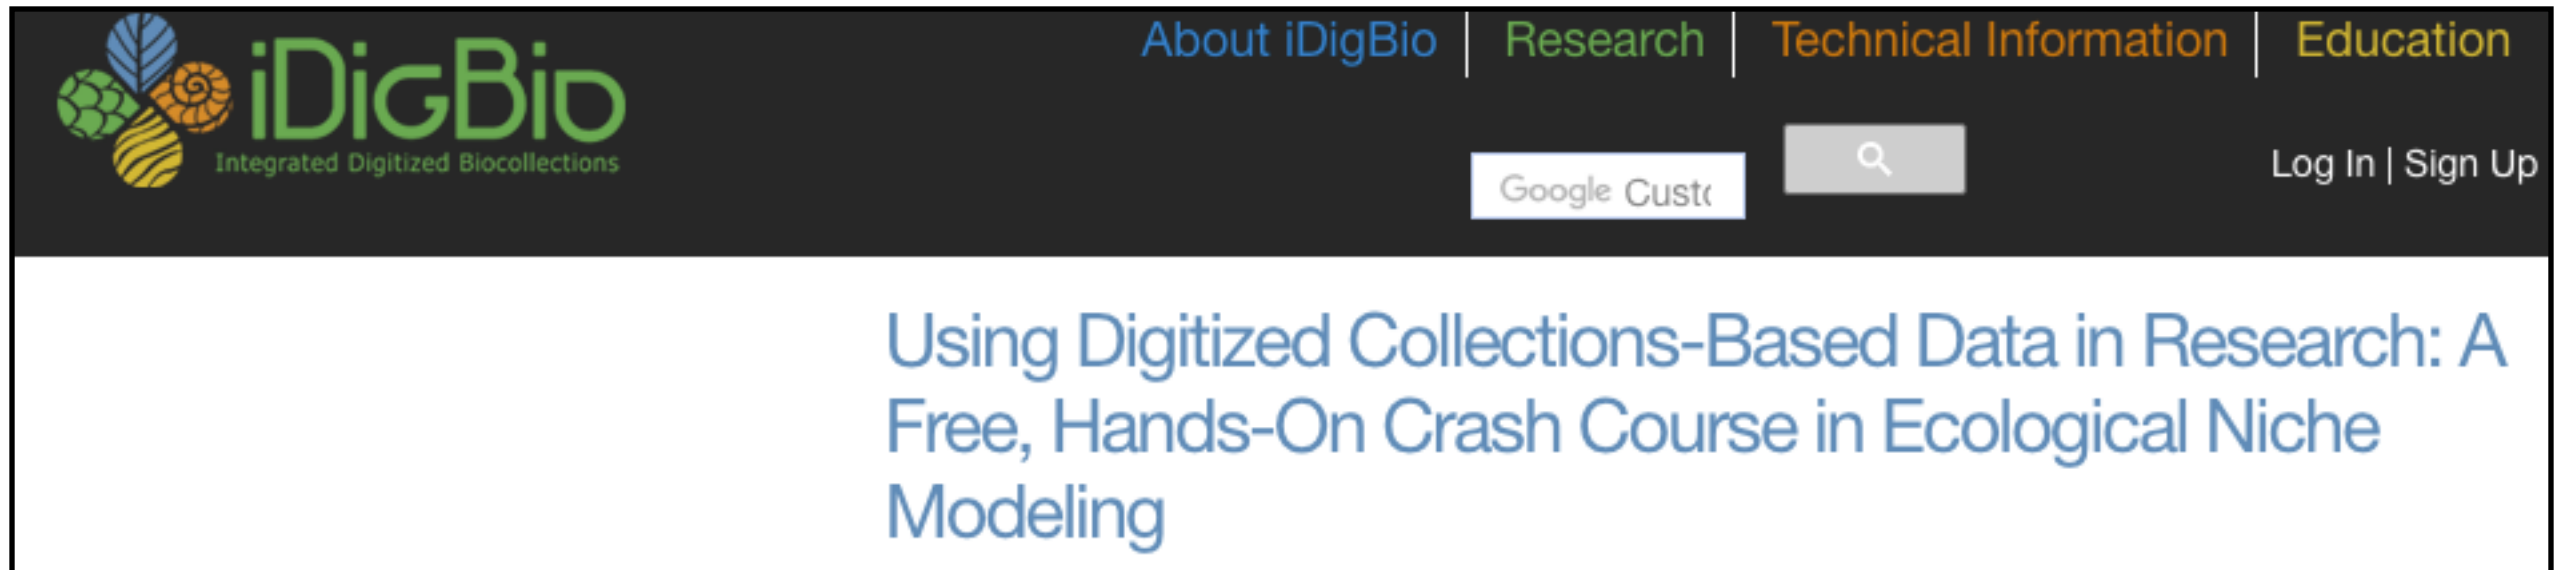 iDigBio
Integrated Digitized Biocollections
About iDigBio | Research | Technical Information | Education
Google Custo
Log In | Sign Up
Using Digitized Collections-Based Data in Research: A
Free, Hands-On Crash Course in Ecological Niche
Modeling